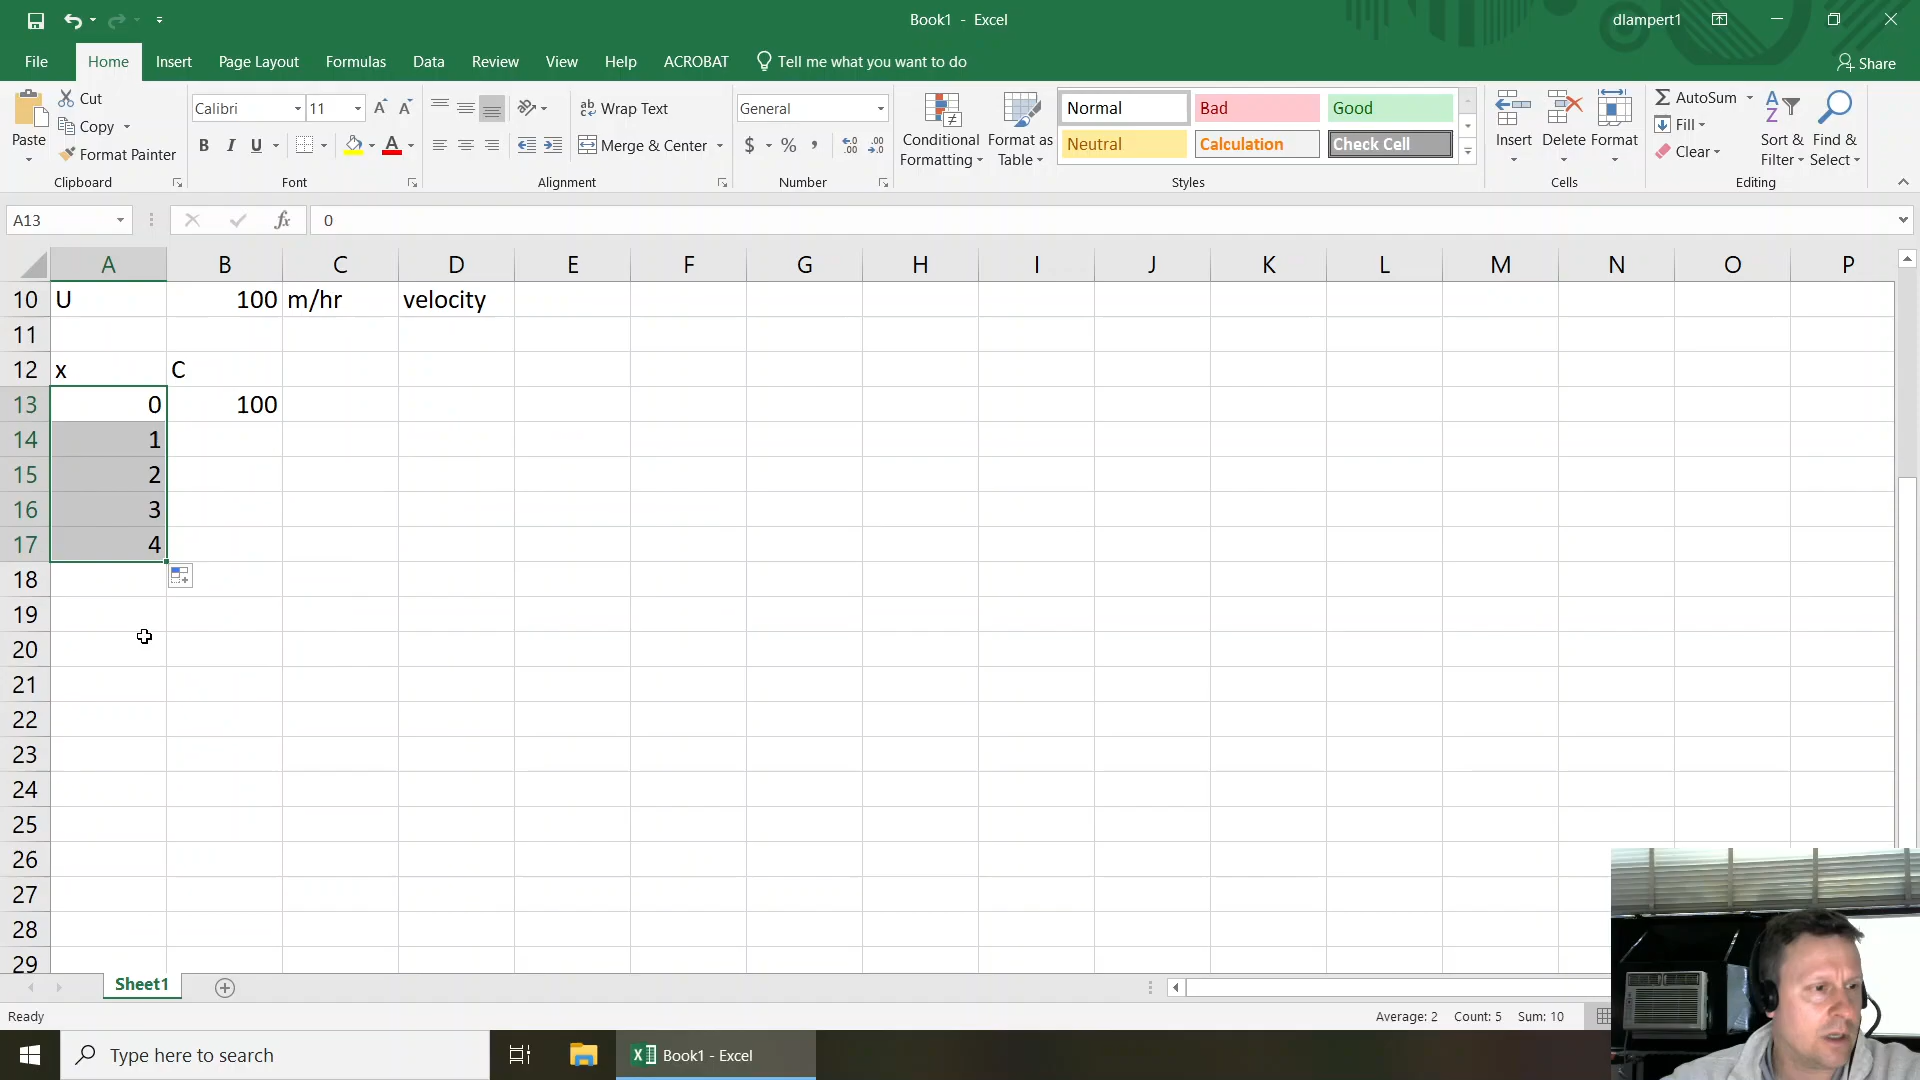 Book1 - Excel
dlampert1
File
Home
Insert
Page Layout
Formulas
Data
Review
View
Help
ACROBAT
Tell me what you want to do
Share
Paste
Cut
Copy
Format Painter
Clipboard
Calibri
11
A
A
B
I
U
A
Font
Wrap Text
Merge & Center
Alignment
General
$ % ,
Number
Conditional Formatting
Format as Table
Normal
Bad
Good
Neutral
Calculation
Check Cell
Styles
Insert
Delete
Format
Cells
AutoSum
Fill
Clear
Sort & Filter
Find & Select
Editing
A13
fx
0
A B C D E F G H I J K L M N O P
10 U 100 m/hr velocity
11
12 x C
13 0 100
14 1
15 2
16 3
17 4
18
19
20
21
22
23
24
25
26
27
28
29
Sheet1
Ready
Average: 2
Count: 5
Sum: 10
Type here to search
Book1 - Excel